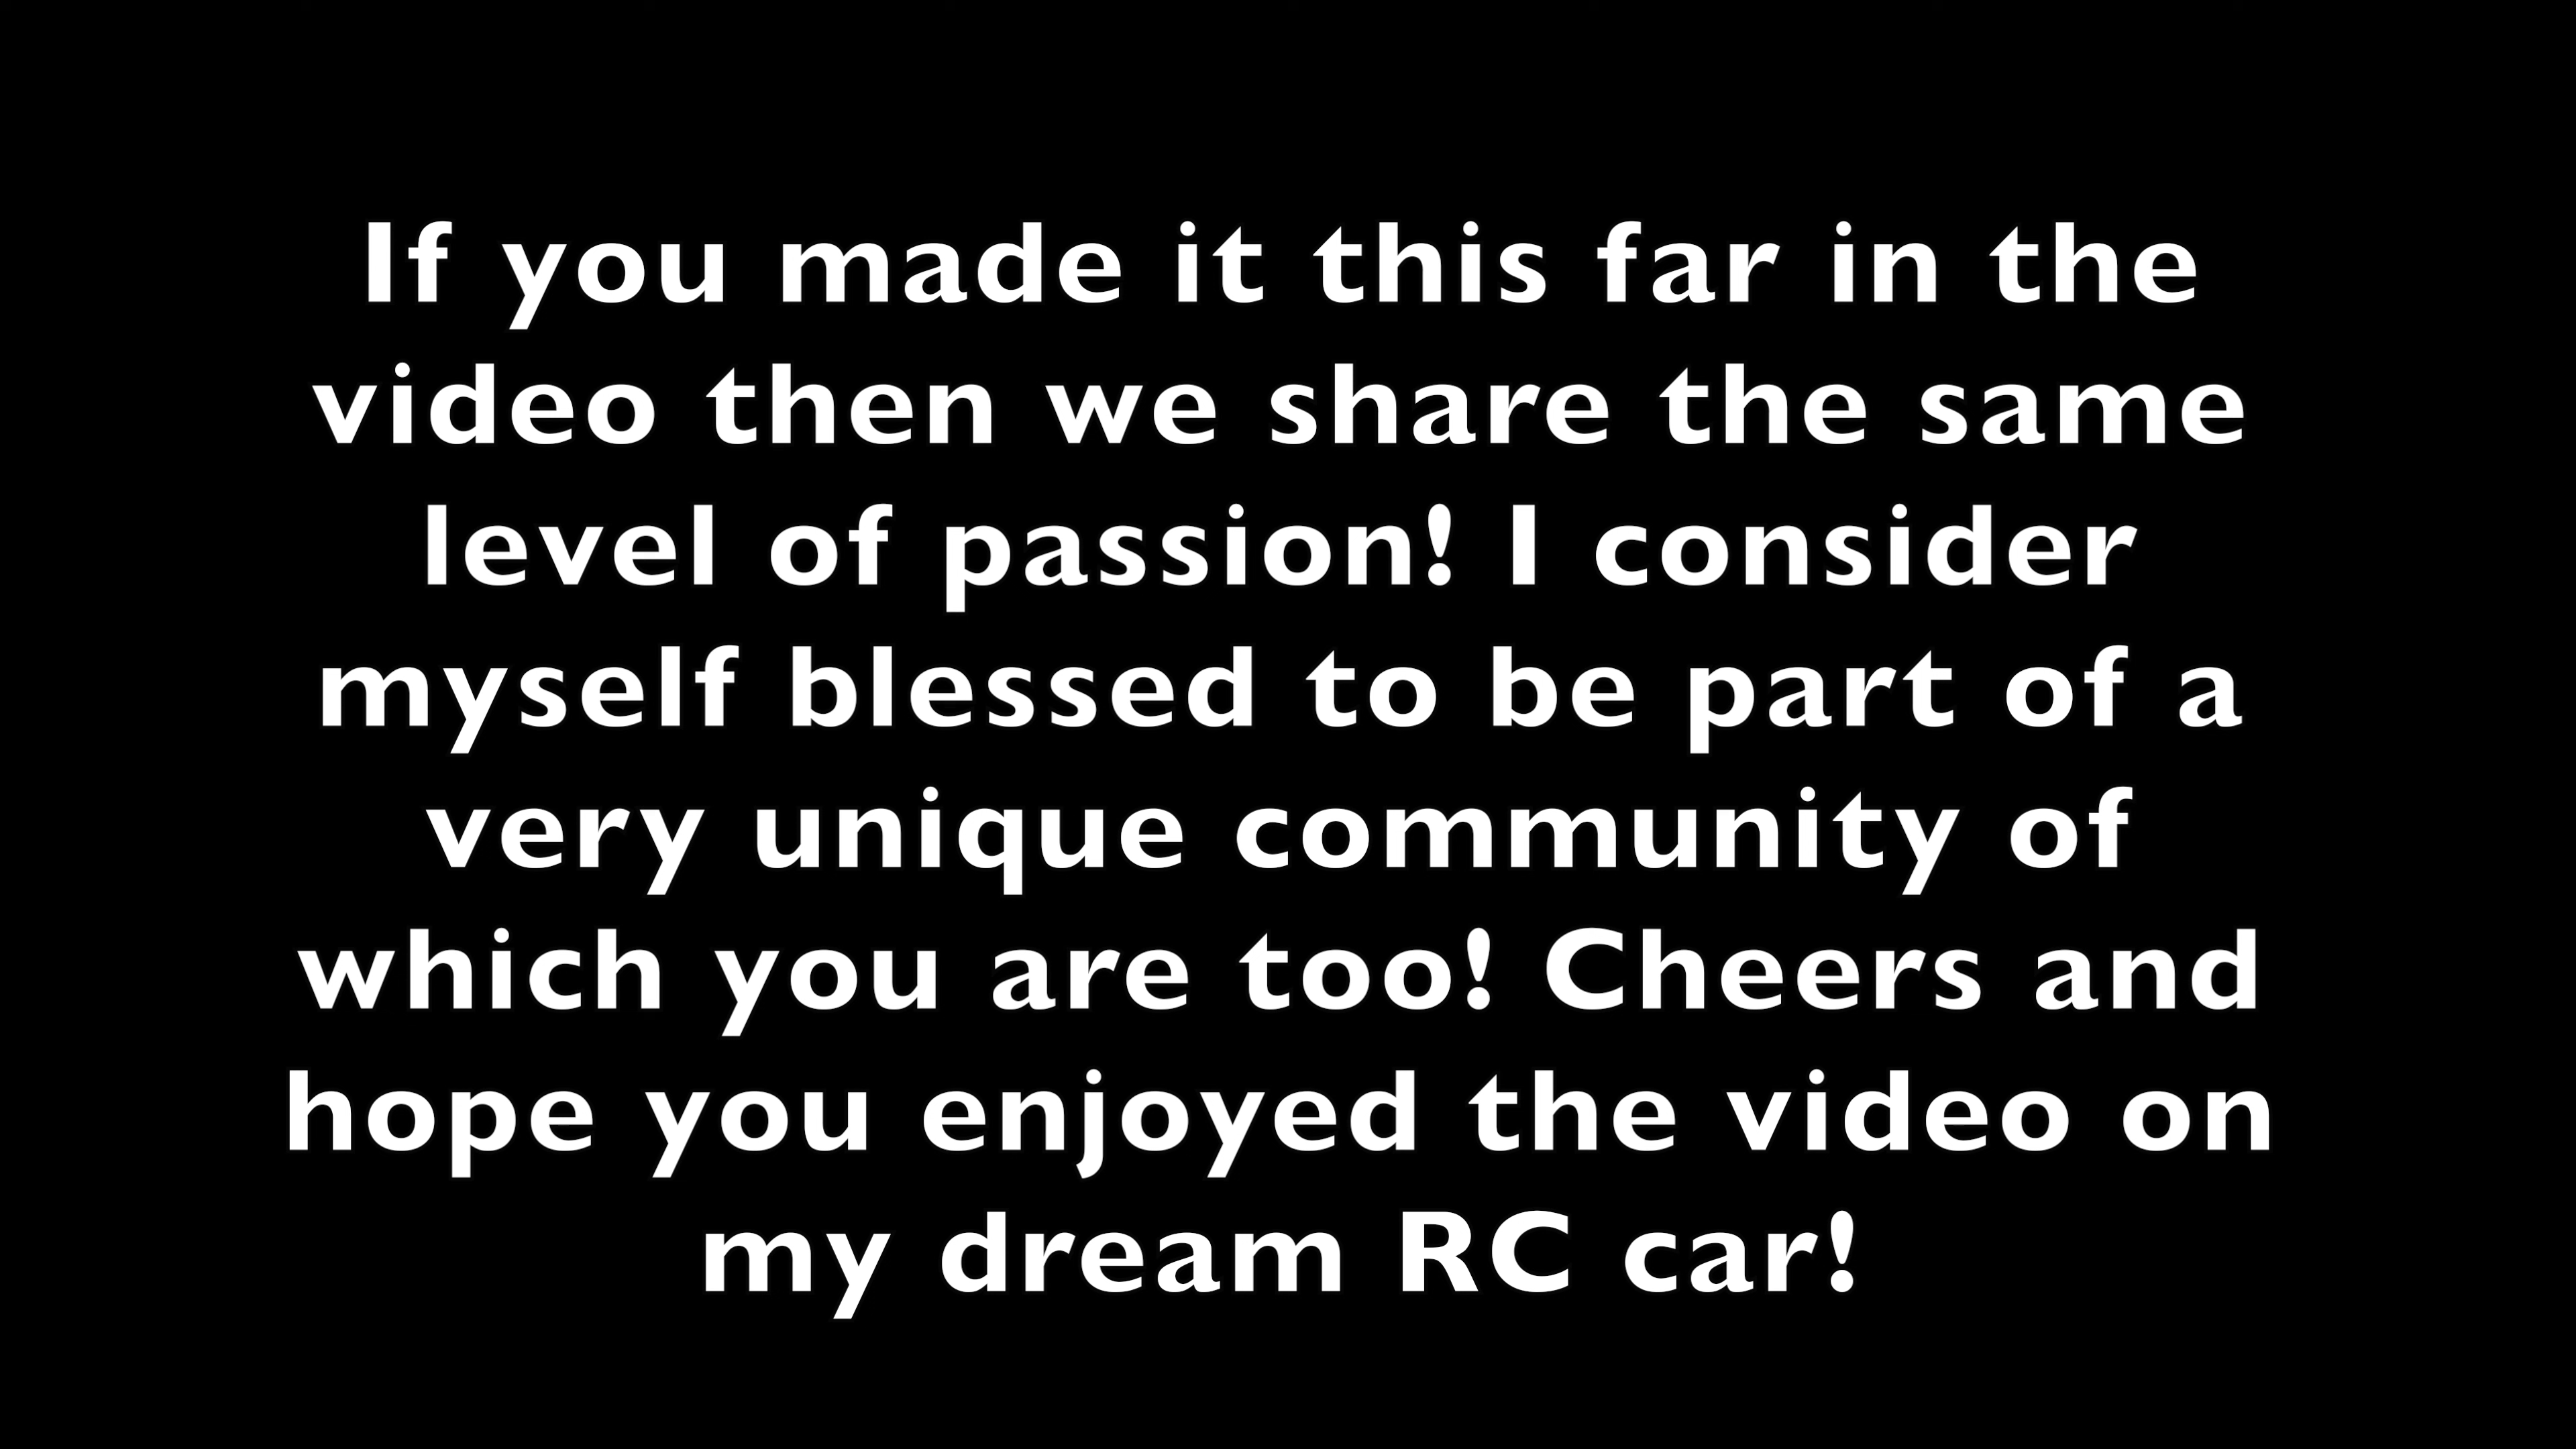 If you made it this far in the
video then we share the same
level of passion! I consider
myself blessed to be part of a
very unique community of
which you are too! Cheers and
hope you enjoyed the video on
my dream RC car!